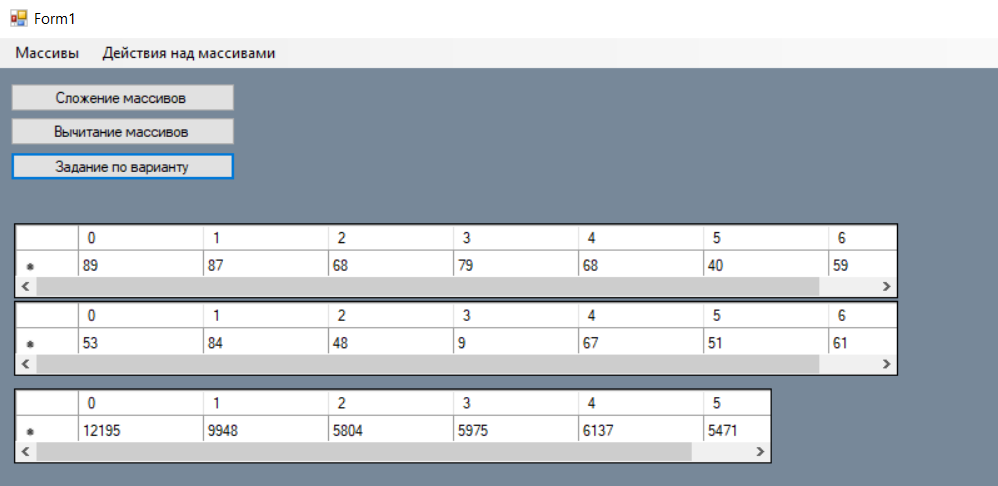 Form1
Массивы Действия над массивами
Сложение массивов
Вычитание массивов
Задание по варианту
0 1 2 3 4 5 6
89 87 68 79 68 40 59
0 1 2 3 4 5 6
53 84 48 9 67 51 61
0 1 2 3 4 5
12195 9948 5804 5975 6137 5471